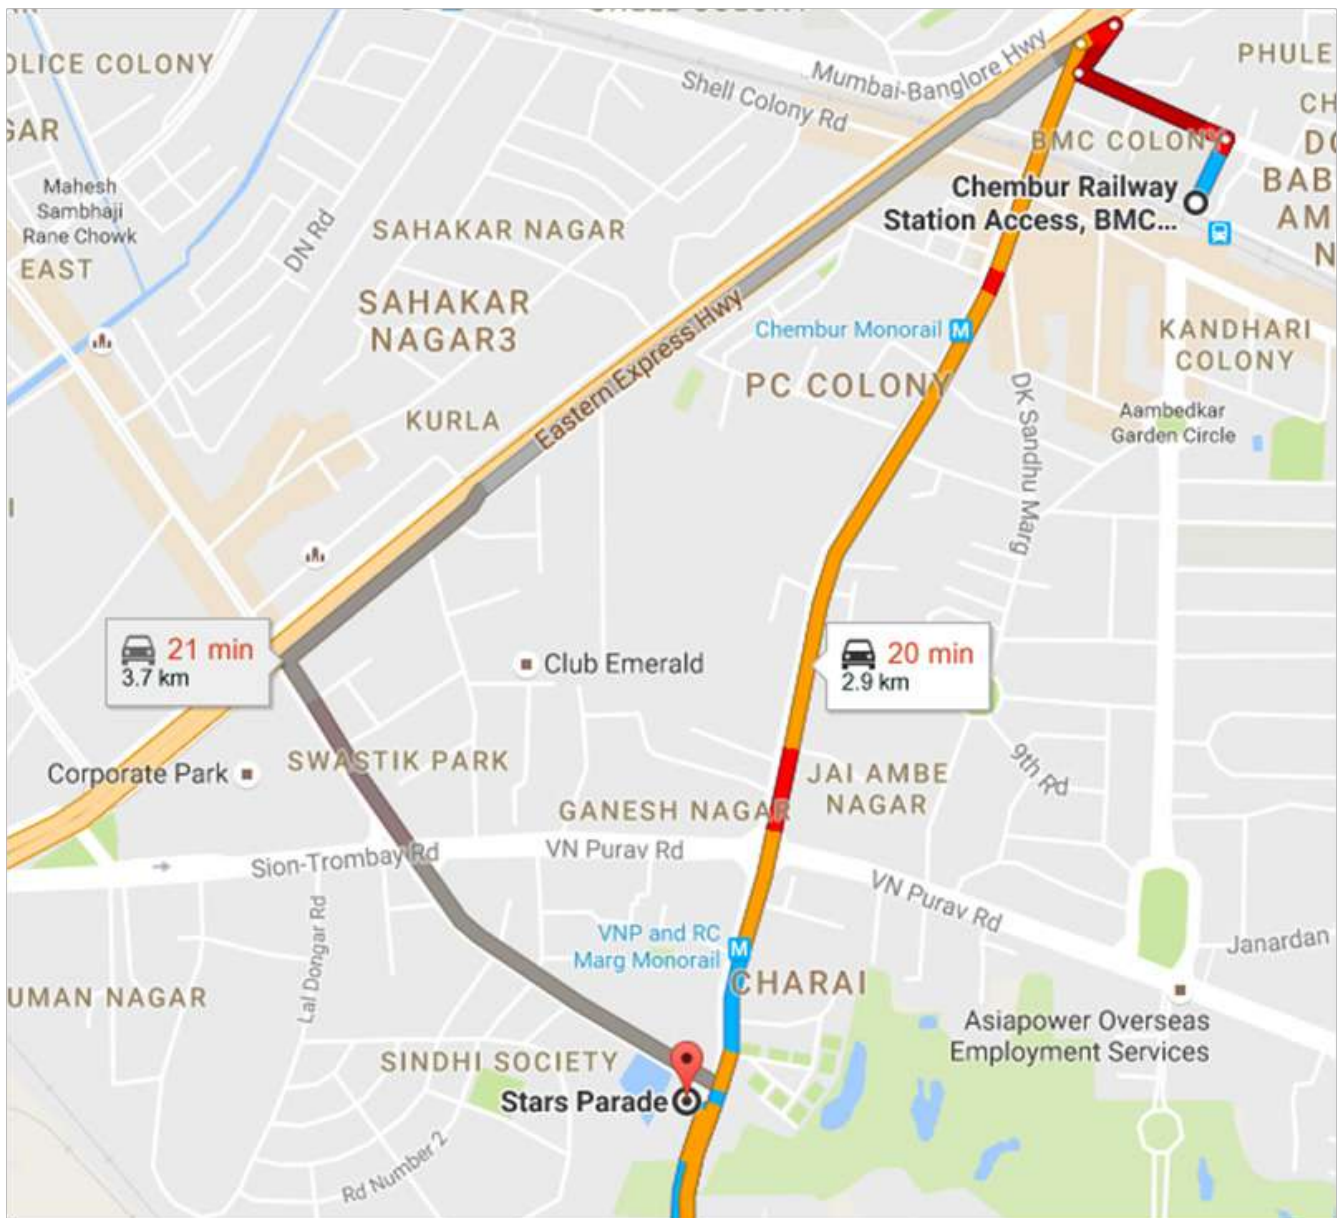 OLICE COLONY
GAR
Mahesh
Sambhaji
Rane Chowk
EAST
DN Rd
SAHAKAR NAGAR
SAHAKAR
NAGAR3
KURLA
Shell Colony Rd
Mumbai-Banglore Hwy
PHULE
CH
BMC COLONY
BAB
AM
N
Chembur Railway
Station Access, BMC...
Eastern Express Hwy
Chembur Monorail
M
PC COLONY
KANDHARI
COLONY
DK Sandhu Marg
Aambedkar
Garden Circle
21 min
3.7 km
Club Emerald
20 min
2.9 km
Corporate Park
SWASTIK PARK
GANESH NAGAR
JAI AMBE
NAGAR
9th Rd
Sion-Trombay Rd
VN Purav Rd
VN Purav Rd
Lal Dongar Rd
VNP and RC
Marg Monorail
M
CHARAI
Janardan
UMAN NAGAR
Asiapower Overseas
Employment Services
SINDHI SOCIETY
Stars Parade
Rd Number 2